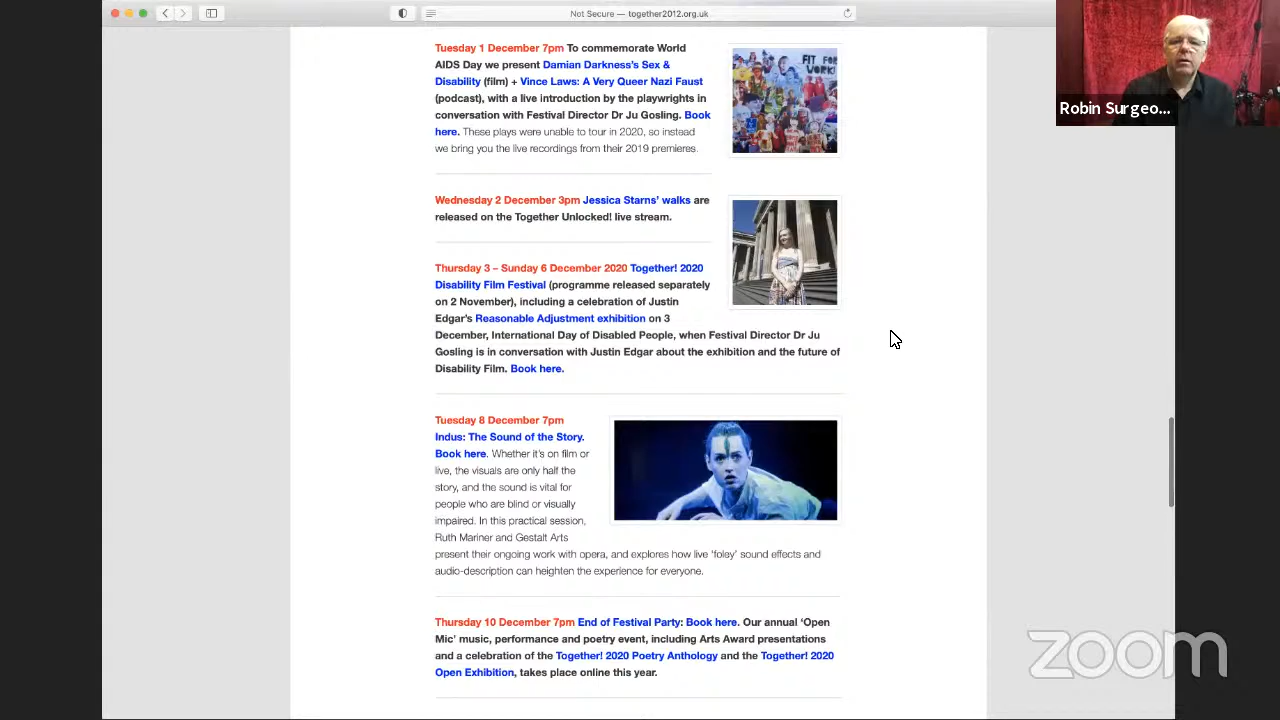 Not Secure — together2012.org.uk
Robin Surgeo...
Tuesday 1 December 7pm To commemorate World
AIDS Day we present Damian Darkness's Sex &
Disability (film) + Vince Laws: A Very Queer Nazi Faust
(podcast), with a live introduction by the playwrights in
conversation with Festival Director Dr Ju Gosling. Book
here. These plays were unable to tour in 2020, so instead
we bring you the live recordings from their 2019 premieres.
FIT FOR
WORK!
Wednesday 2 December 3pm Jessica Starns' walks are
released on the Together Unlocked! live stream.
Thursday 3 – Sunday 6 December 2020 Together! 2020
Disability Film Festival (programme released separately
on 2 November), including a celebration of Justin
Edgar's Reasonable Adjustment exhibition on 3
December, International Day of Disabled People, when Festival Director Dr Ju
Gosling is in conversation with Justin Edgar about the exhibition and the future of
Disability Film. Book here.
Tuesday 8 December 7pm
Indus: The Sound of the Story.
Book here. Whether it's on film or
live, the visuals are only half the
story, and the sound is vital for
people who are blind or visually
impaired. In this practical session,
Ruth Mariner and Gestalt Arts
present their ongoing work with opera, and explores how live 'foley' sound effects and
audio-description can heighten the experience for everyone.
Thursday 10 December 7pm End of Festival Party: Book here. Our annual 'Open
Mic' music, performance and poetry event, including Arts Award presentations
and a celebration of the Together! 2020 Poetry Anthology and the Together! 2020
Open Exhibition, takes place online this year.
zoom